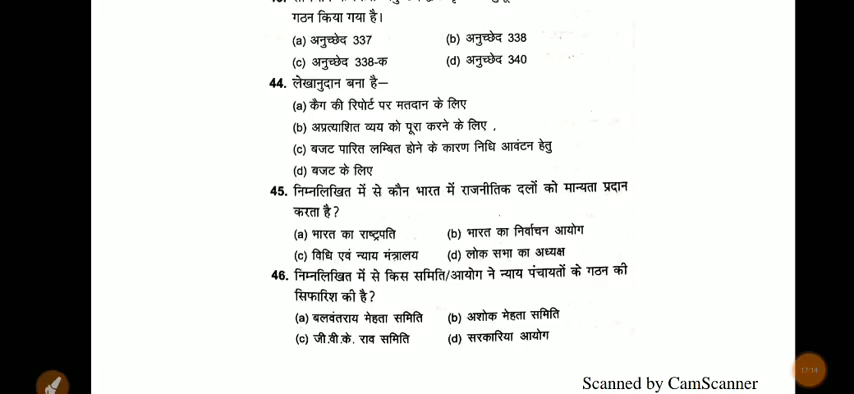 गठन किया गया है।
(a) अनुच्छेद 337 (b) अनुच्छेद 338
(c) अनुच्छेद 338-क (d) अनुच्छेद 340
44. लेखानुदान बना है—
(a) कैग की रिपोर्ट पर मतदान के लिए
(b) अप्रत्याशित व्यय को पूरा करने के लिए .
(c) बजट पारित लम्बित होने के कारण निधि आवंटन हेतु
(d) बजट के लिए
45. निम्नलिखित में से कौन भारत में राजनीतिक दलों को मान्यता प्रदान
करता है?
(a) भारत का राष्ट्रपति (b) भारत का निर्वाचन आयोग
(c) विधि एवं न्याय मंत्रालय (d) लोक सभा का अध्यक्ष
46. निम्नलिखित में से किस समिति/आयोग ने न्याय पंचायतों के गठन की
सिफारिश की है?
(a) बलवंतराय मेहता समिति (b) अशोक मेहता समिति
(c) जी.वी.के. राव समिति (d) सरकारिया आयोग
Scanned by CamScanner